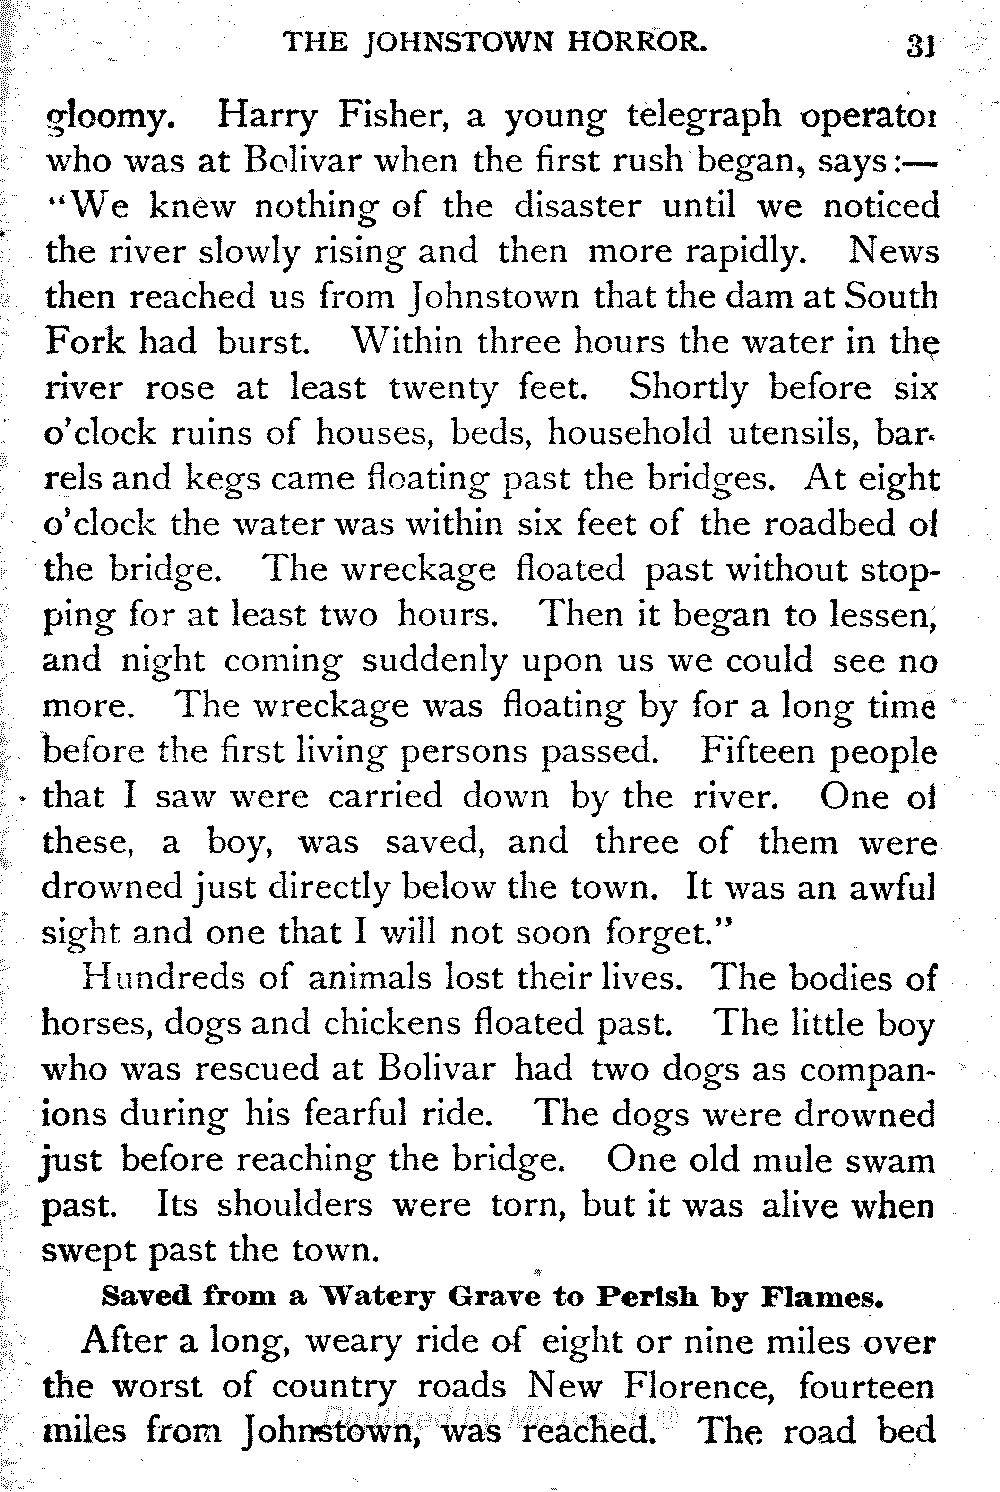 THE JOHNSTOWN HORROR. 31
gloomy. Harry Fisher, a young telegraph operator
who was at Bolivar when the first rush began, says:—
"We knew nothing of the disaster until we noticed
the river slowly rising and then more rapidly. News
then reached us from Johnstown that the dam at South
Fork had burst. Within three hours the water in the
river rose at least twenty feet. Shortly before six
o'clock ruins of houses, beds, household utensils, bar-
rels and kegs came floating past the bridges. At eight
o'clock the water was within six feet of the roadbed of
the bridge. The wreckage floated past without stop-
ping for at least two hours. Then it began to lessen,
and night coming suddenly upon us we could see no
more. The wreckage was floating by for a long time
before the first living persons passed. Fifteen people
that I saw were carried down by the river. One of
these, a boy, was saved, and three of them were
drowned just directly below the town. It was an awful
sight and one that I will not soon forget."
Hundreds of animals lost their lives. The bodies of
horses, dogs and chickens floated past. The little boy
who was rescued at Bolivar had two dogs as compan-
ions during his fearful ride. The dogs were drowned
just before reaching the bridge. One old mule swam
past. Its shoulders were torn, but it was alive when
swept past the town.
Saved from a Watery Grave to Perish by Flames.
After a long, weary ride of eight or nine miles over
the worst of country roads New Florence, fourteen
miles from Johnstown, was reached. The road bed
Digitized by Microsoft®